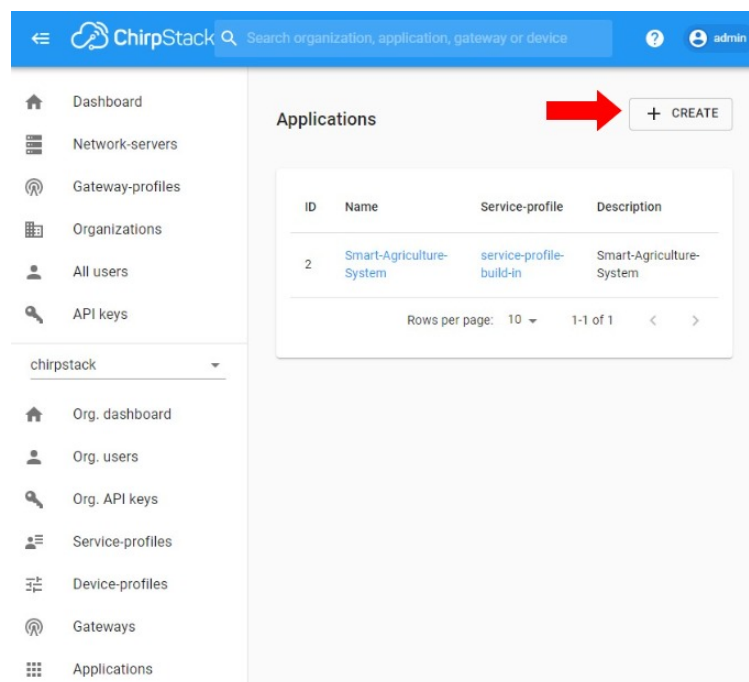 ChirpStack
Search organization, application, gateway or device
?
admin
Dashboard
Network-servers
Gateway-profiles
Organizations
All users
API keys
chirpstack
Org. dashboard
Org. users
Org. API keys
Service-profiles
Device-profiles
Gateways
Applications
Applications
+ CREATE
ID Name Service-profile Description
2 Smart-Agriculture- service-profile- Smart-Agriculture-
System build-in System
Rows per page: 10 1-1 of 1 < >